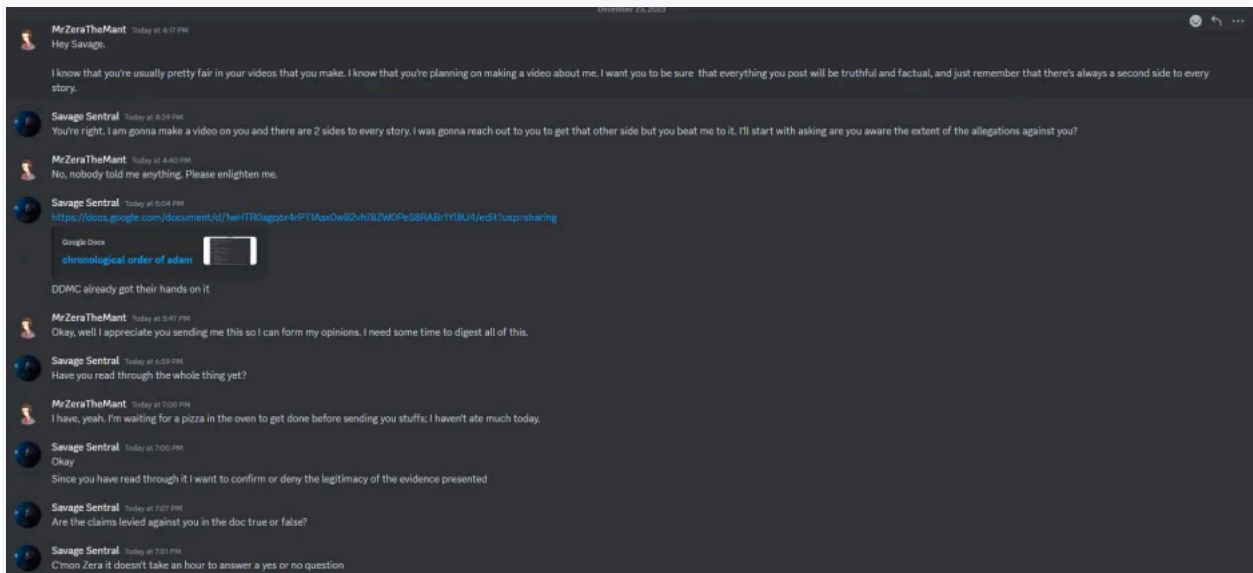 December 23, 2023
MrZeraTheMant Today at 4:17 PM
Hey Savage.
I know that you're usually pretty fair in your videos that you make. I know that you're planning on making a video about me. I want you to be sure that everything you post will be truthful and factual, and just remember that there's always a second side to every
story.
Savage Sentral Today at 4:39 PM
You're right. I am gonna make a video on you and there are 2 sides to every story. I was gonna reach out to you to get that other side but you beat me to it. I'll start with asking are you aware the extent of the allegations against you?
MrZeraTheMant Today at 4:40 PM
No, nobody told me anything. Please enlighten me.
Savage Sentral Today at 5:04 PM
Google Docs
chronological order of adam
DDMC already got their hands on it
MrZeraTheMant Today at 5:47 PM
Okay, well I appreciate you sending me this so I can form my opinions. I need some time to digest all of this.
Savage Sentral Today at 6:59 PM
Have you read through the whole thing yet?
MrZeraTheMant Today at 7:00 PM
I have, yeah. I'm waiting for a pizza in the oven to get done before sending you stuffs; I haven't ate much today.
Savage Sentral Today at 7:00 PM
Okay
Since you have read through it I want to confirm or deny the legitimacy of the evidence presented
Savage Sentral Today at 7:07 PM
Are the claims levied against you in the doc true or false?
Savage Sentral Today at PM
C'mon Zera it doesn't take an hour to answer a yes or no question